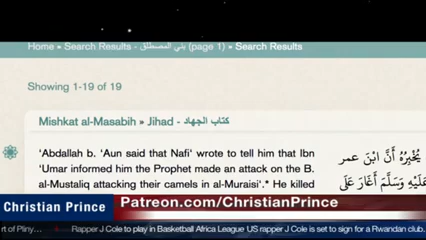 Home » Search Results - بني المصطلق (page 1) » Search Results
Showing 1-19 of 19
Mishkat al-Masabih » Jihad - كتاب الجهاد
'Abdallah b. 'Aun said that Nafi' wrote to tell him that Ibn
'Umar informed him the Prophet made an attack on the B.
al-Mustaliq attacking their camels in al-Muraisi'.* He killed
يُخْبِرُهُ أَنَّ ابْنَ عمر
عَلَيْهِ وَسَلَّمَ أَغَارَ عَلَى
Christian Prince
Patreon.com/ChristianPrince
rt of Pliny...
Rapper J Cole to play in Basketball Africa League US rapper J Cole is set to sign for a Rwandan club.